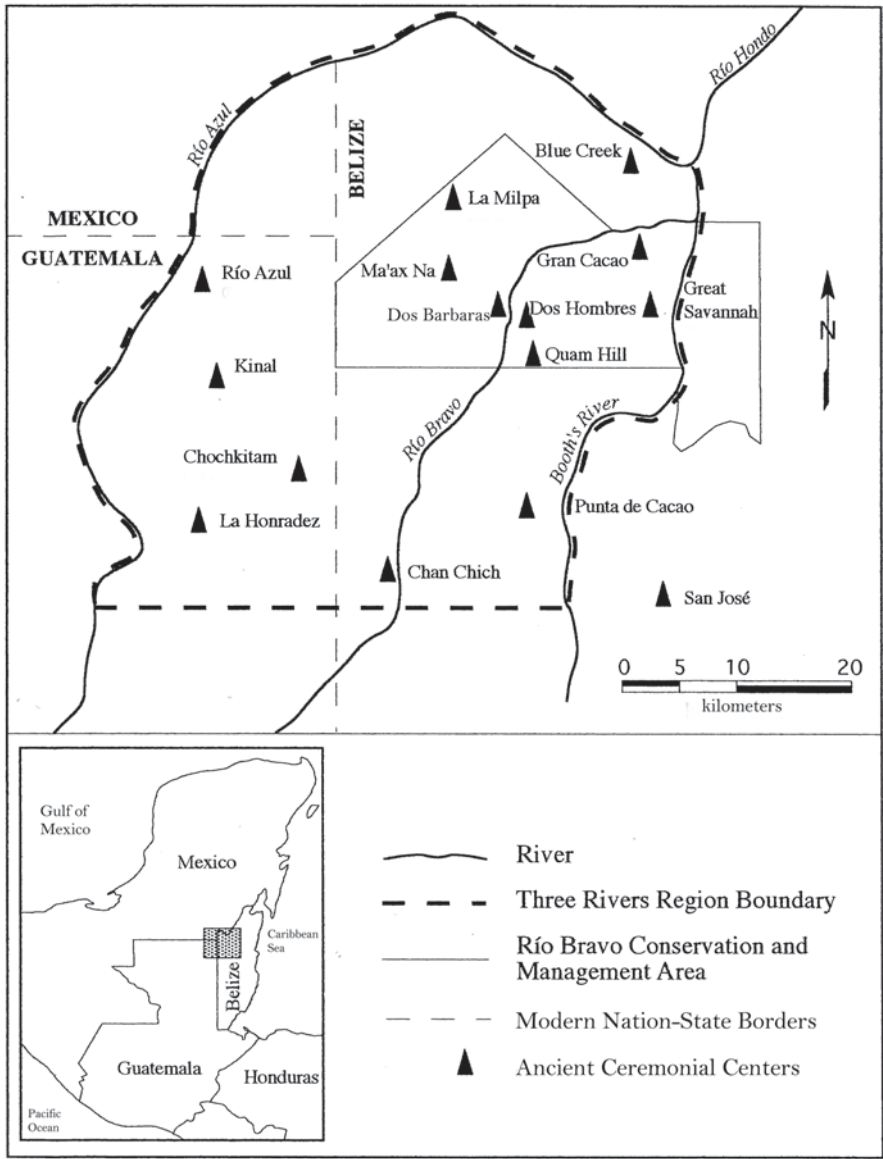 Río Hondo
Río Azul
BELIZE
Blue Creek
La Milpa
MEXICO
GUATEMALA
Río Azul
Ma'ax Na
Gran Cacao
Great
Savannah
Dos Barbaras
Dos Hombres
N
Kinal
Quam Hill
Río Bravo
Booth's River
Chochkitam
La Honradez
Punta de Cacao
Chan Chich
San José
0 5 10 20
kilometers
Gulf of
Mexico
Mexico
Caribbean
Sea
Belize
Guatemala
Honduras
Pacific
Ocean
River
Three Rivers Region Boundary
Río Bravo Conservation and
Management Area
Modern Nation-State Borders
Ancient Ceremonial Centers